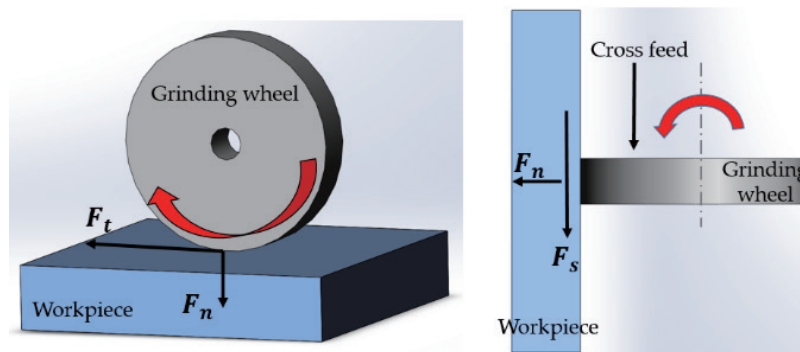 Grinding wheel
F_t
F_n
Workpiece
Cross feed
F_n
Grinding
wheel
F_s
Workpiece